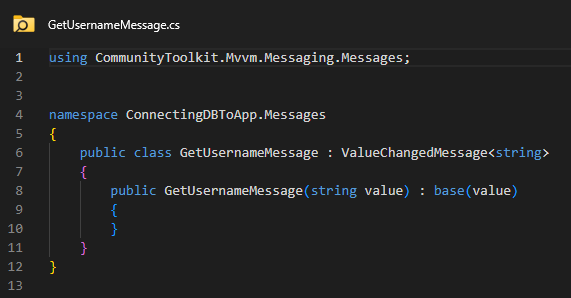 GetUsernameMessage.cs
1 using CommunityToolkit.Mvvm.Messaging.Messages;
2
3
4 namespace ConnectingDBToApp.Messages
5 {
6     public class GetUsernameMessage : ValueChangedMessage<string>
7     {
8         public GetUsernameMessage(string value) : base(value)
9         {
10         }
11     }
12 }
13